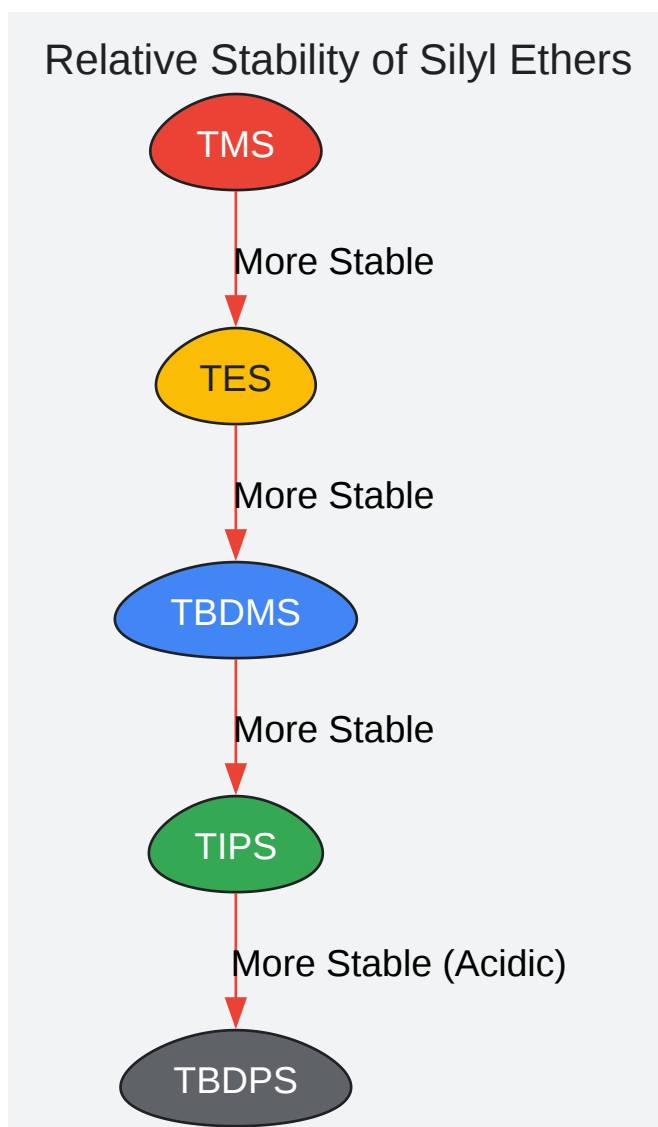 Relative Stability of Silyl Ethers
TMS
More Stable
TES
More Stable
TBDMS
More Stable
TIPS
More Stable (Acidic)
TBDPS